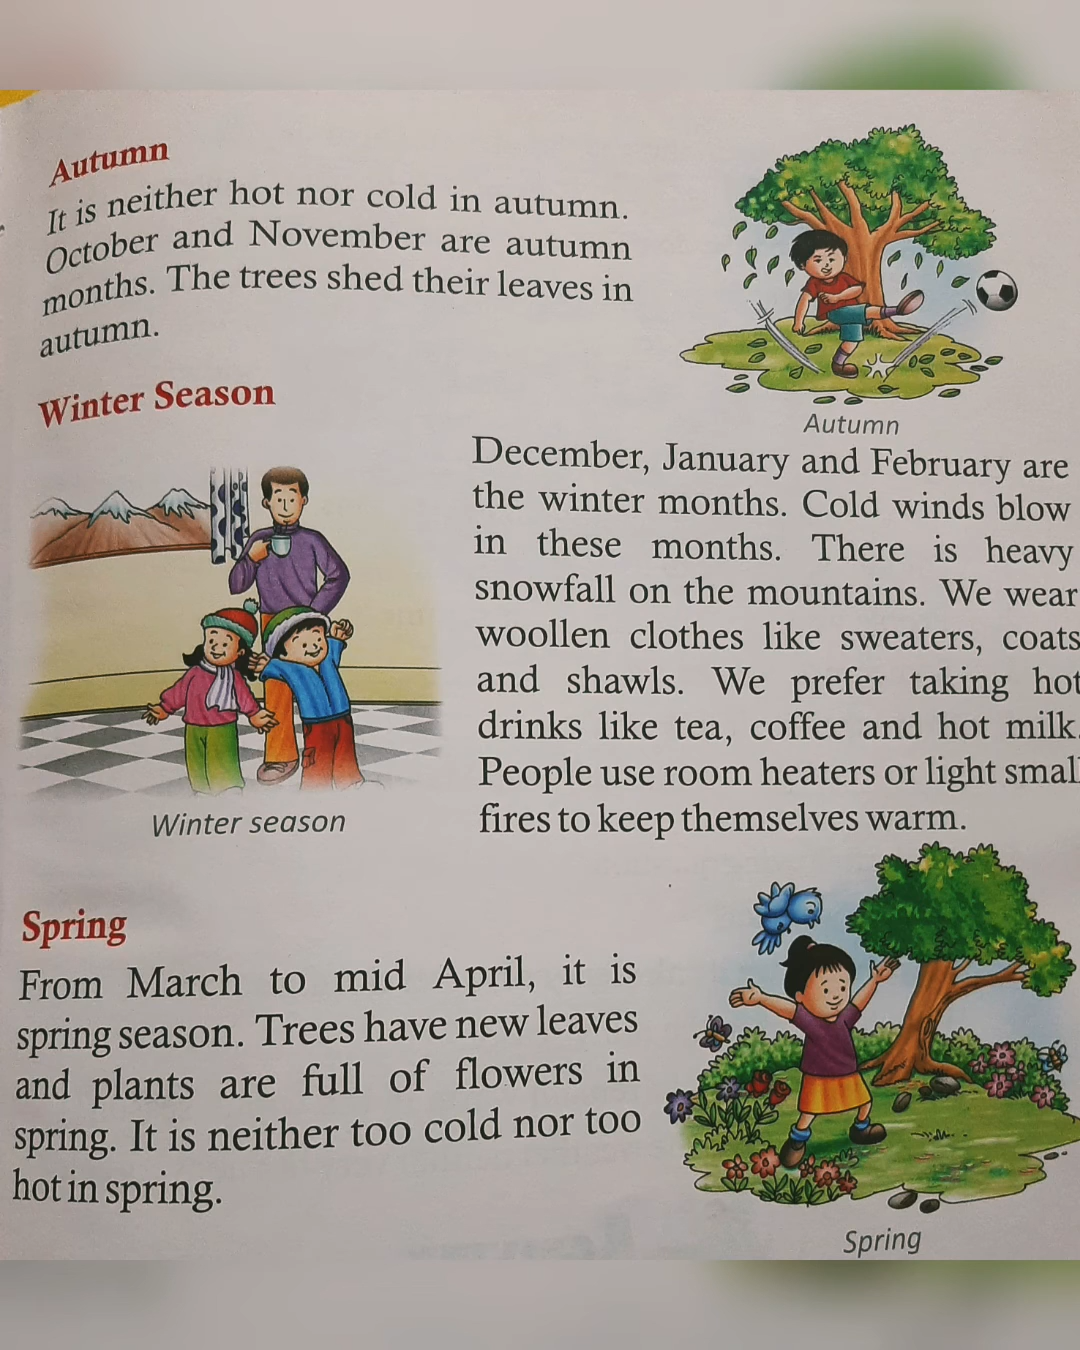 Autumn
It is neither hot nor cold in autumn.
October and November are autumn
months. The trees shed their leaves in
autumn.
Autumn
Winter Season
December, January and February are
the winter months. Cold winds blow
in these months. There is heavy
snowfall on the mountains. We wear
woollen clothes like sweaters, coats
and shawls. We prefer taking hot
drinks like tea, coffee and hot milk.
People use room heaters or light small
fires to keep themselves warm.
Winter season
Spring
From March to mid April, it is
spring season. Trees have new leaves
and plants are full of flowers in
spring. It is neither too cold nor too
hot in spring.
Spring